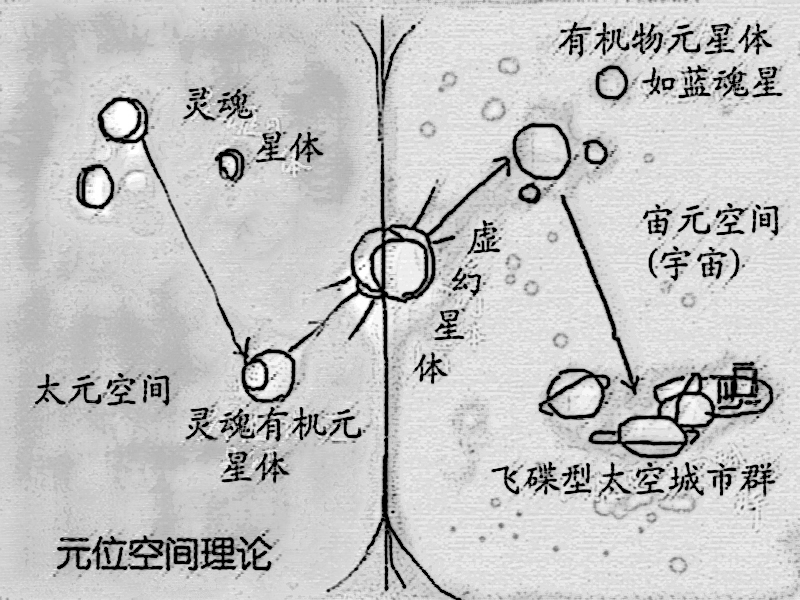 有机物元星体
如蓝魂星
灵魂
星体
虚
幻
星
体
宙元空间
(宇宙)
太元空间
灵魂有机元
星体
飞碟型太空城市群
元位空间理论